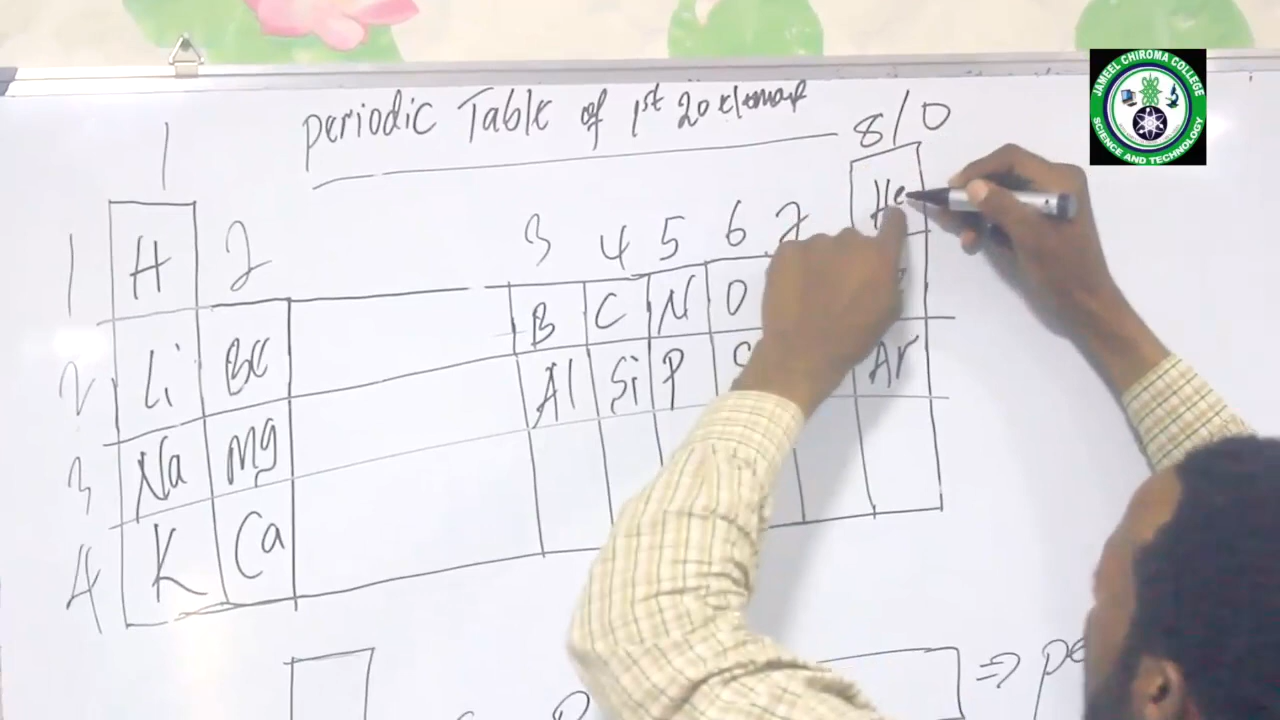 periodic Table of 1st 20 element
1 8/0
1 H 2 3 4 5 6 7 He
2 Li Be B C N O
3 Na Mg Al Si P S Ar
4 K Ca
⇒ pe
JAMEEL CHIROMA COLLEGE
SCIENCE AND TECHNOLOGY